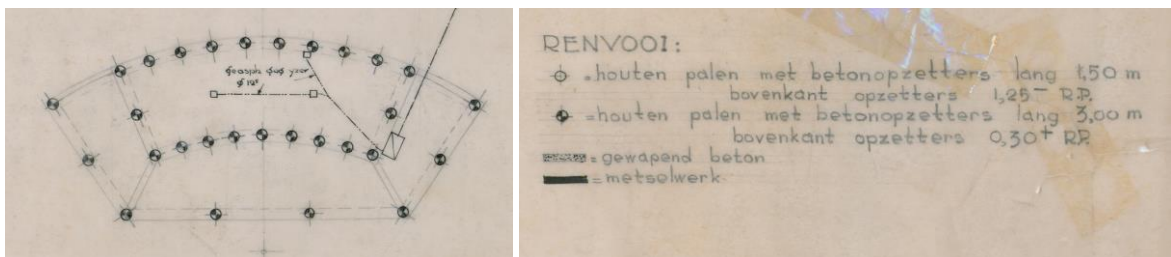 RENVOOI:
= houten palen met betonopzetters lang 1,50 m
bovenkant opzetters 1,25- R.P.
= houten palen met betonopzetters lang 3,00 m
bovenkant opzetters 0,30+ R.P.
= gewapend beton
= metselwerk